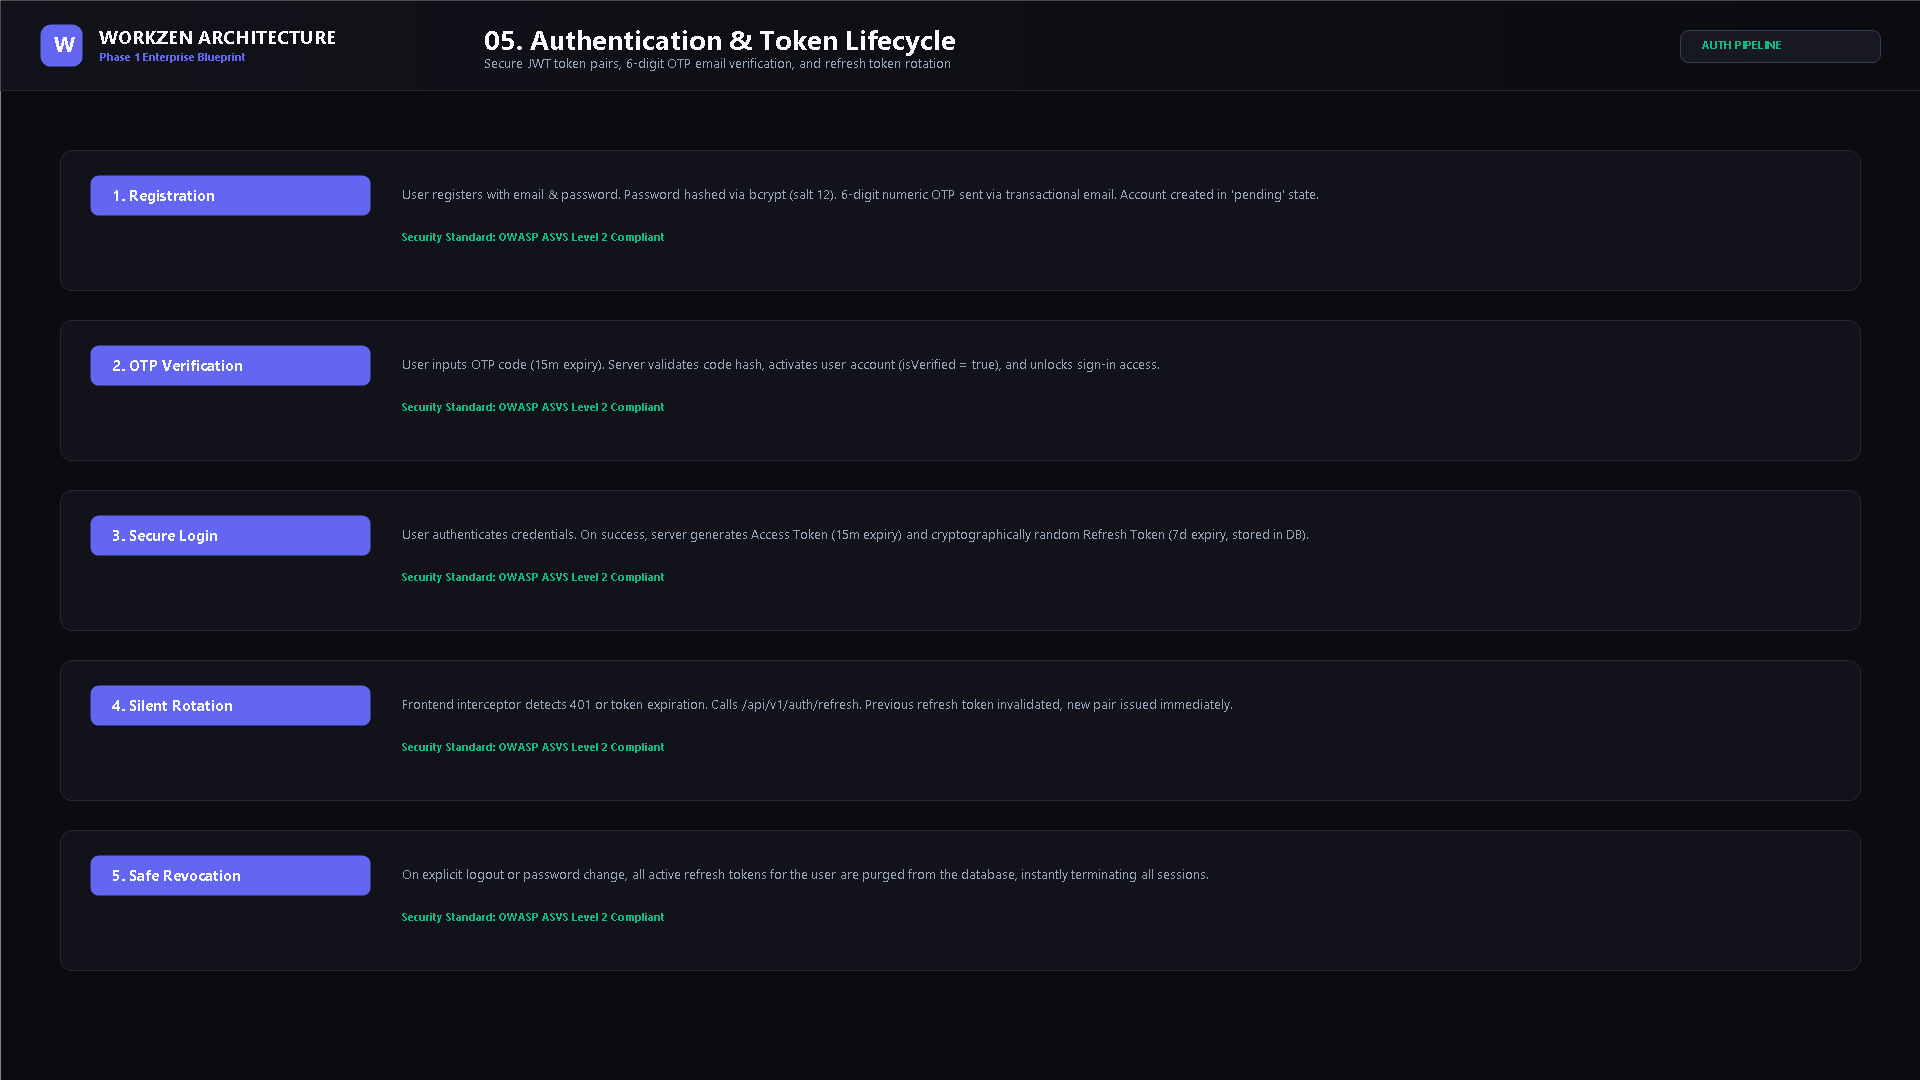 W
WORKZEN ARCHITECTURE
Phase 1 Enterprise Blueprint
05. Authentication & Token Lifecycle
Secure JWT token pairs, 6-digit OTP email verification, and refresh token rotation
AUTH PIPELINE
1. Registration
User registers with email & password. Password hashed via bcrypt (salt 12). 6-digit numeric OTP sent via transactional email. Account created in 'pending' state.
Security Standard: OWASP ASVS Level 2 Compliant
2. OTP Verification
User inputs OTP code (15m expiry). Server validates code hash, activates user account (isVerified = true), and unlocks sign-in access.
Security Standard: OWASP ASVS Level 2 Compliant
3. Secure Login
User authenticates credentials. On success, server generates Access Token (15m expiry) and cryptographically random Refresh Token (7d expiry, stored in DB).
Security Standard: OWASP ASVS Level 2 Compliant
4. Silent Rotation
Frontend interceptor detects 401 or token expiration. Calls /api/v1/auth/refresh. Previous refresh token invalidated, new pair issued immediately.
Security Standard: OWASP ASVS Level 2 Compliant
5. Safe Revocation
On explicit logout or password change, all active refresh tokens for the user are purged from the database, instantly terminating all sessions.
Security Standard: OWASP ASVS Level 2 Compliant